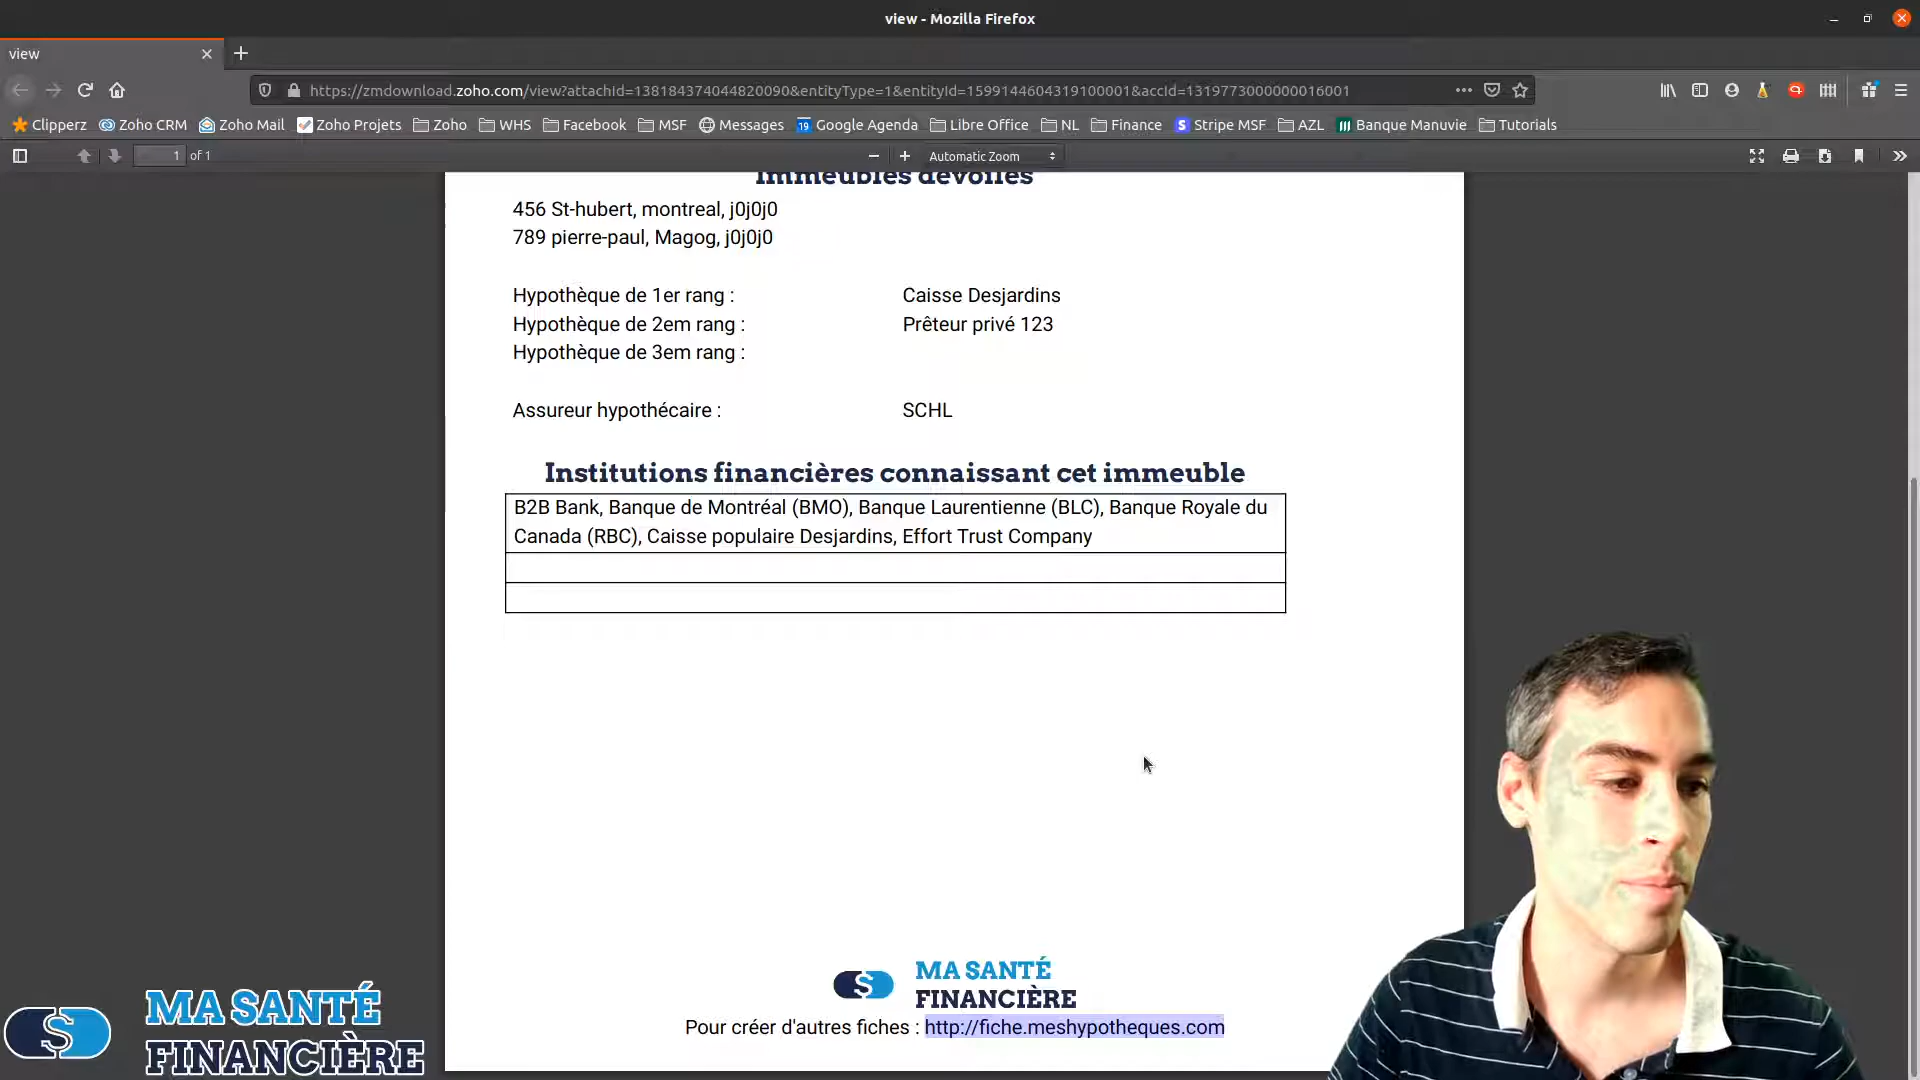 view - Mozilla Firefox
view
https://zmdownload.zoho.com/view?attachId=138184374044820090&entityType=1&entityId=1599144604319100001&accId=1319773000000016001
Clipperz Zoho CRM Zoho Mail Zoho Projets Zoho WHS Facebook MSF Messages 19 Google Agenda Libre Office NL Finance S Stripe MSF AZL Banque Manuvie Tutorials
1 of 1 Automatic Zoom
Immeubles dévoilés
456 St-hubert, montreal, j0j0j0
789 pierre-paul, Magog, j0j0j0
Hypothèque de 1er rang : Caisse Desjardins
Hypothèque de 2em rang : Prêteur privé 123
Hypothèque de 3em rang :
Assureur hypothécaire : SCHL
Institutions financières connaissant cet immeuble
B2B Bank, Banque de Montréal (BMO), Banque Laurentienne (BLC), Banque Royale du
Canada (RBC), Caisse populaire Desjardins, Effort Trust Company
S MA SANTÉ
FINANCIÈRE
Pour créer d'autres fiches : http://fiche.meshypotheques.com
S MA SANTÉ
FINANCIÈRE